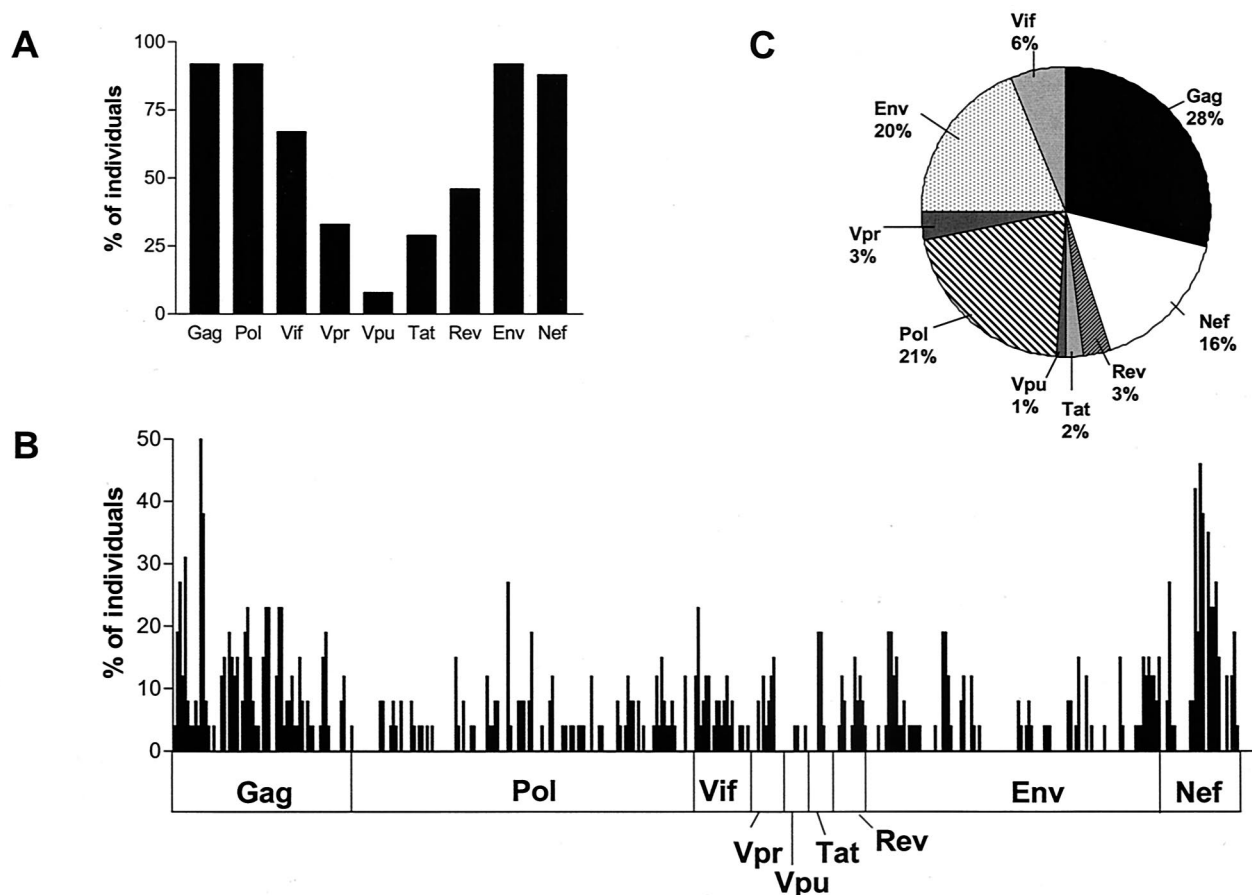 A
% of individuals
100
75
50
25
0
Gag Pol Vif Vpr Vpu Tat Rev Env Nef
C
Vif
6%
Gag
28%
Nef
16%
Rev
3%
Tat
2%
Vpu
1%
Pol
21%
Vpr
3%
Env
20%
B
% of individuals
50
40
30
20
10
0
Gag Pol Vif Env Nef
Vpr Tat Rev
Vpu